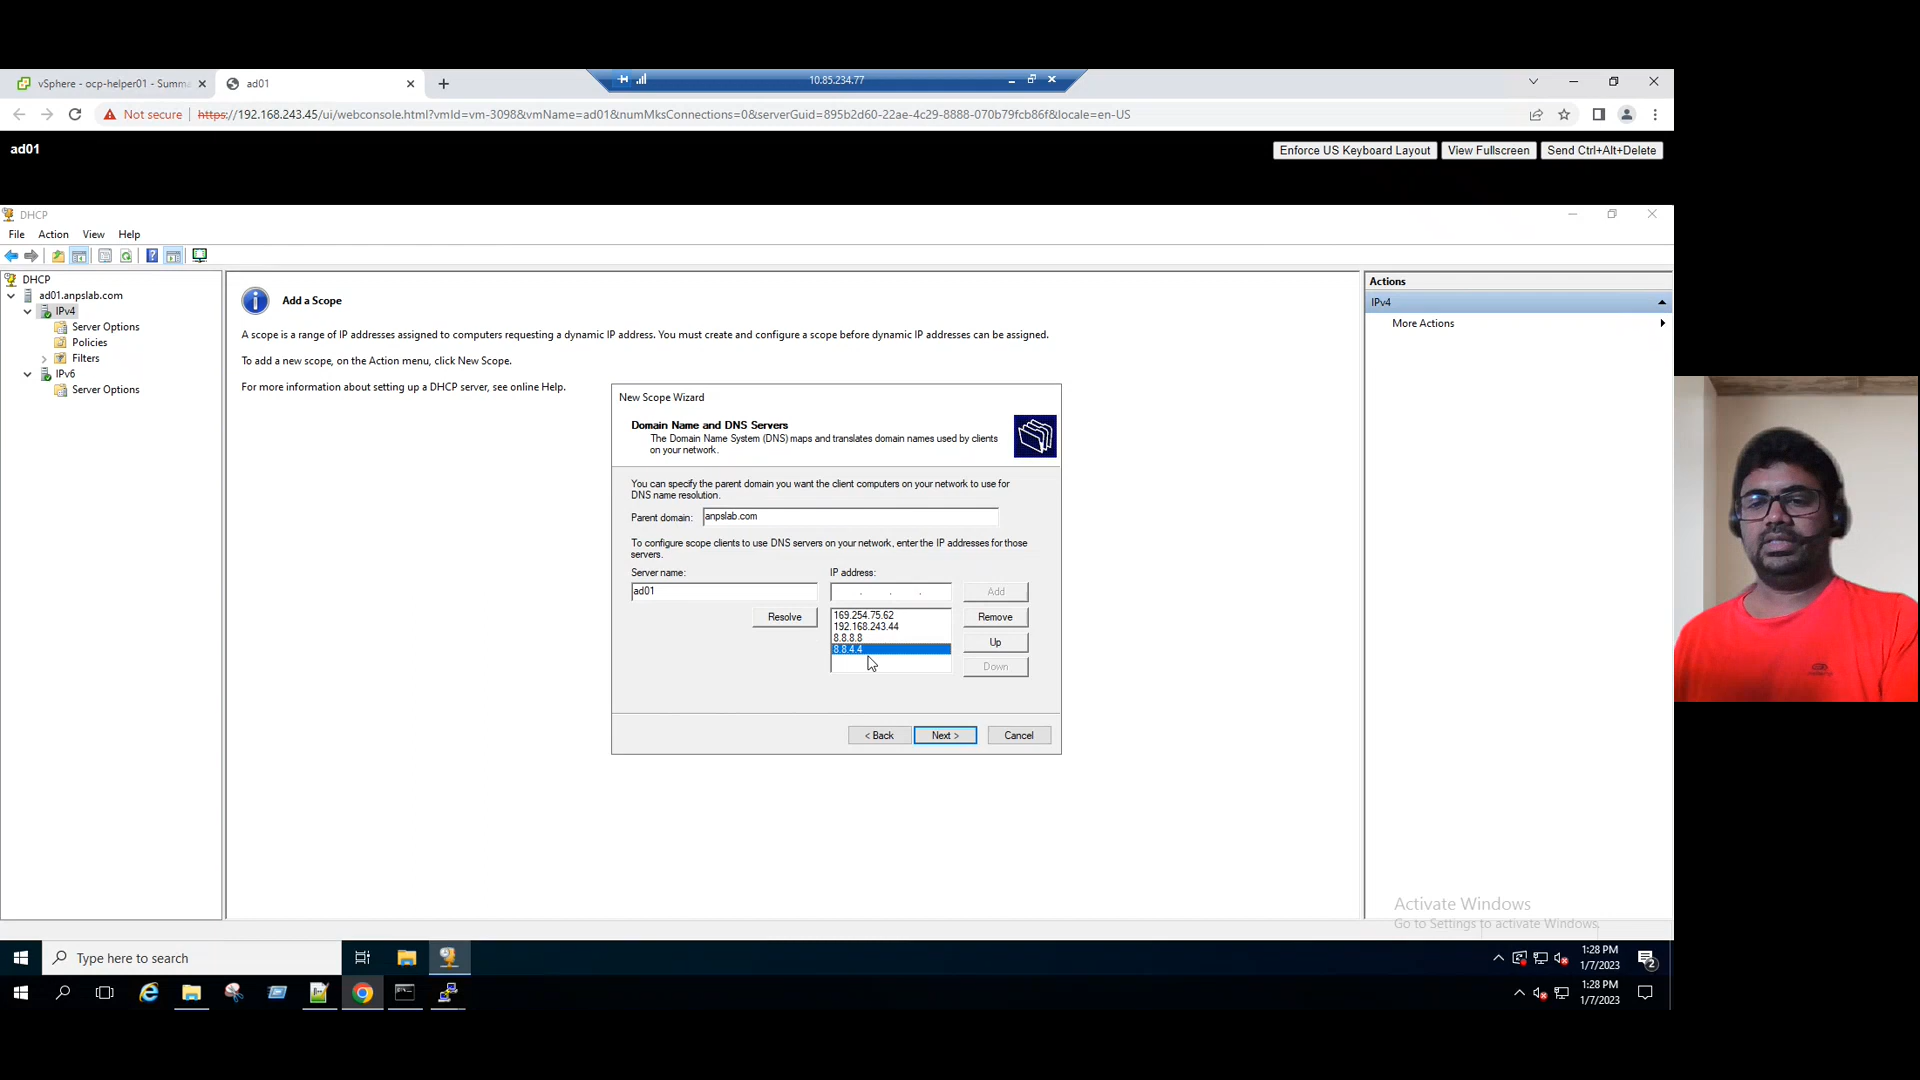 vSphere - ocp-helper01 - Summa
ad01
10.85.234.77
Not secure
https://192.168.243.45/ui/webconsole.html?vmId=vm-3098&vmName=ad01&numMksConnections=0&serverGuid=895b2d60-22ae-4c29-8888-070b79fcb86f&locale=en-US
ad01
Enforce US Keyboard Layout
View Fullscreen
Send Ctrl+Alt+Delete
DHCP
File Action View Help
DHCP
ad01.anpslab.com
IPv4
Server Options
Policies
Filters
IPv6
Server Options
Add a Scope
A scope is a range of IP addresses assigned to computers requesting a dynamic IP address. You must create and configure a scope before dynamic IP addresses can be assigned.
To add a new scope, on the Action menu, click New Scope.
For more information about setting up a DHCP server, see online Help.
New Scope Wizard
Domain Name and DNS Servers
The Domain Name System (DNS) maps and translates domain names used by clients
on your network.
You can specify the parent domain you want the client computers on your network to use for
DNS name resolution.
Parent domain: anpslab.com
To configure scope clients to use DNS servers on your network, enter the IP addresses for those
servers.
Server name:
IP address:
ad01
Add
Resolve
169.254.75.62
192.168.243.44
8.8.8.8
8.8.4.4
Remove
Up
Down
< Back
Next >
Cancel
Actions
IPv4
More Actions
Activate Windows
Go to Settings to activate Windows.
Type here to search
1:28 PM
1/7/2023
2
1:28 PM
1/7/2023